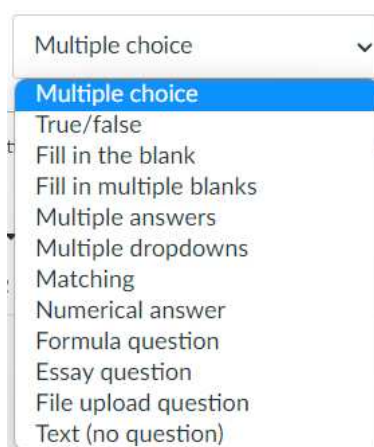 Multiple choice
Multiple choice
True/false
Fill in the blank
Fill in multiple blanks
Multiple answers
Multiple dropdowns
Matching
Numerical answer
Formula question
Essay question
File upload question
Text (no question)